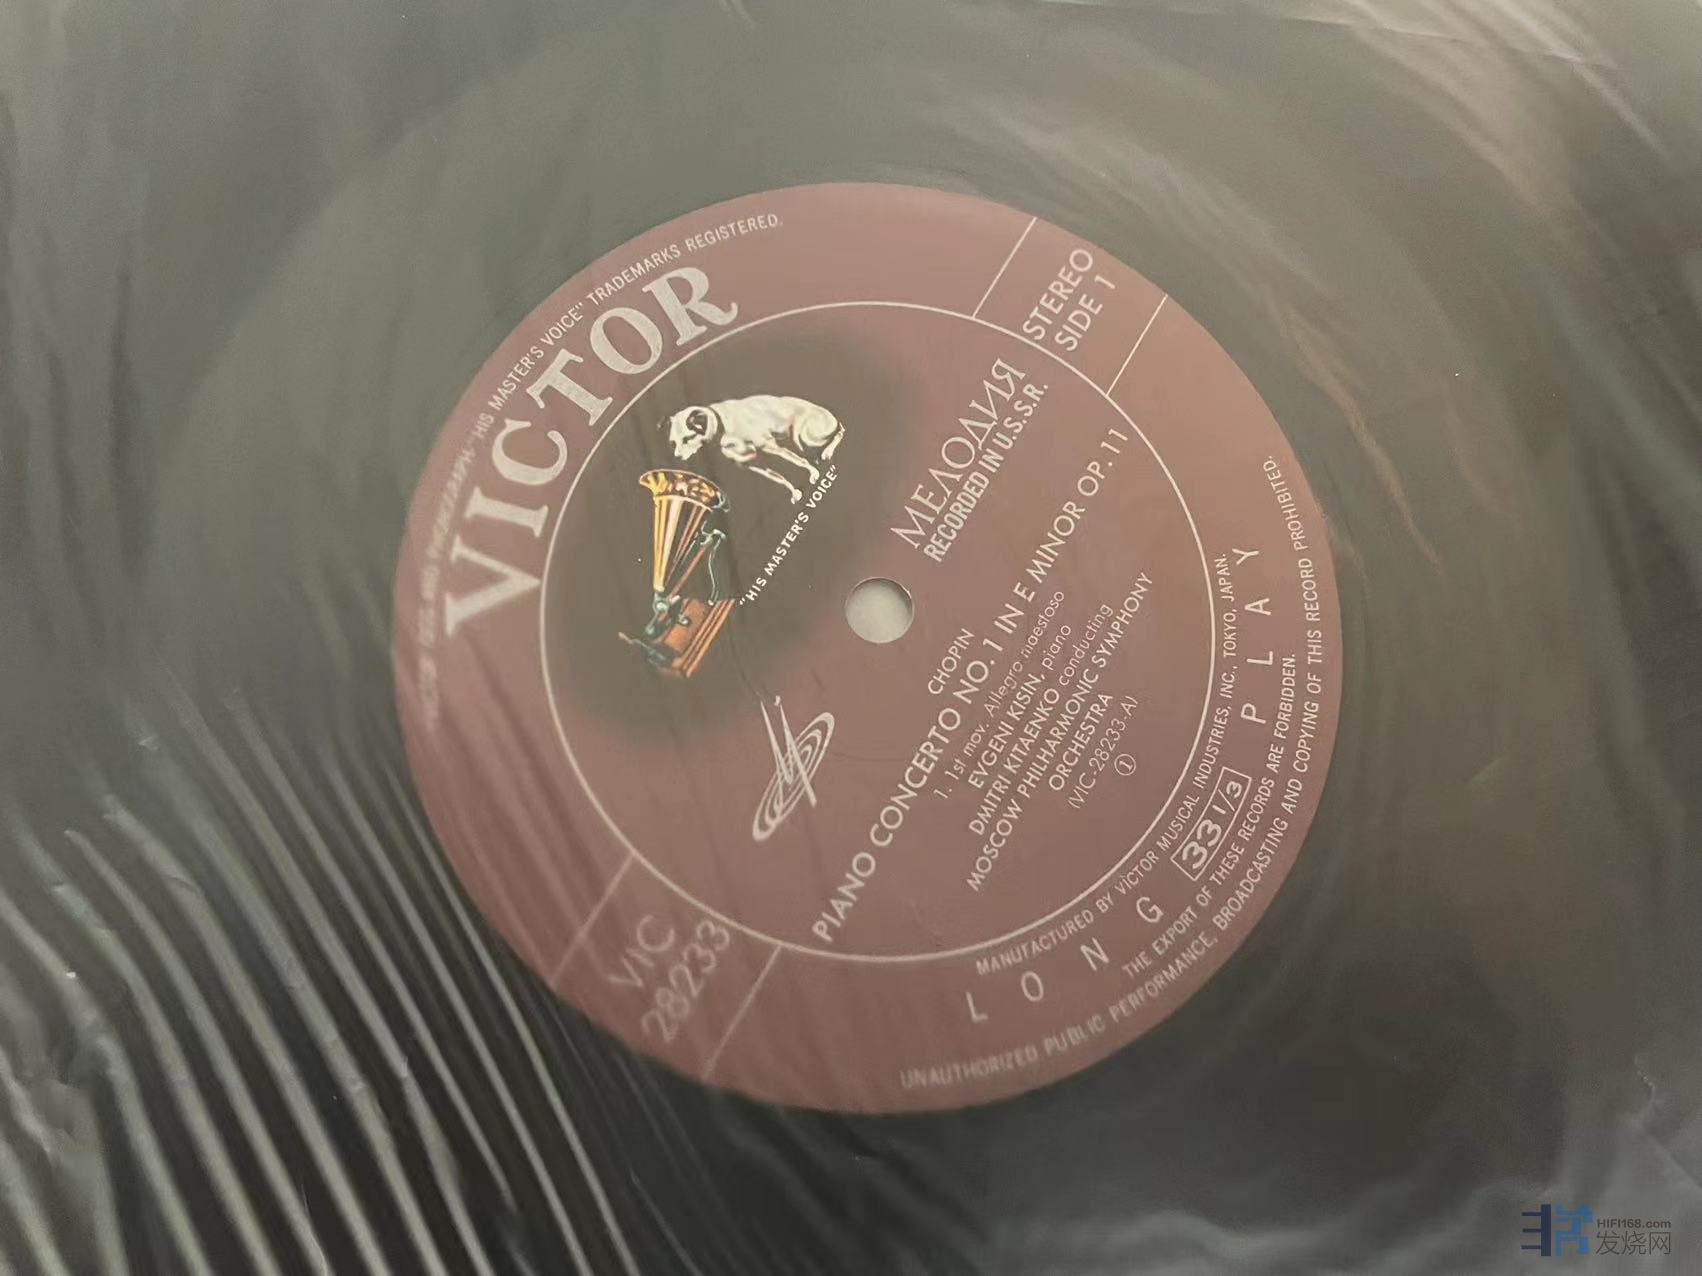 "HIS MASTER'S VOICE" TRADEMARKS REGISTERED.
VICTOR
"HIS MASTER'S VOICE"
МЕЛОДИЯ
RECORDED IN U.S.S.R.
STEREO
SIDE 1
VIC
28233
CHOPIN
PIANO CONCERTO NO. 1 IN E MINOR OP. 11
1. 1st mov. Allegro maestoso
EVGENII KISIN, piano
DMITRI KITAENKO conducting
MOSCOW PHILHARMONIC SYMPHONY
ORCHESTRA
(VIC-28233-A)
①
MANUFACTURED BY VICTOR MUSICAL INDUSTRIES, INC., TOKYO, JAPAN.
LONG 33 1/3 PLAY
THE EXPORT OF THESE RECORDS ARE FORBIDDEN.
UNAUTHORIZED PUBLIC PERFORMANCE, BROADCASTING AND COPYING OF THIS RECORD PROHIBITED.
HIFI168.com
发烧网